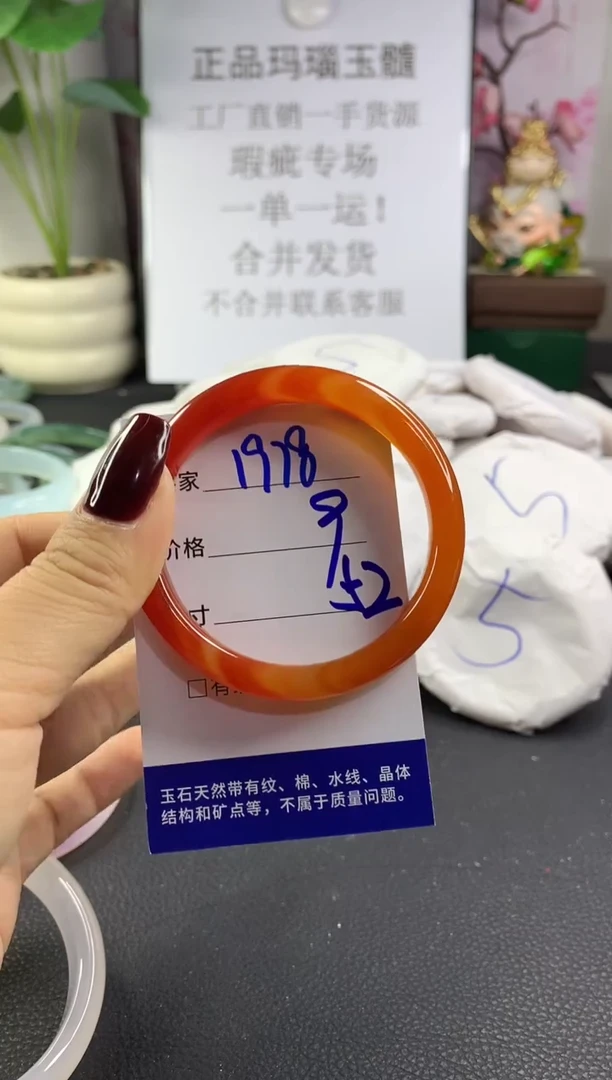 正品玛瑙玉髓
工厂直销一手货源
瑕疵专场
一单一运！
合并发货
不合并联系客服
家 1978
价格 9
寸 52
□有
玉石天然带有纹、棉、水线、晶体
结构和矿点等，不属于质量问题。
5
5